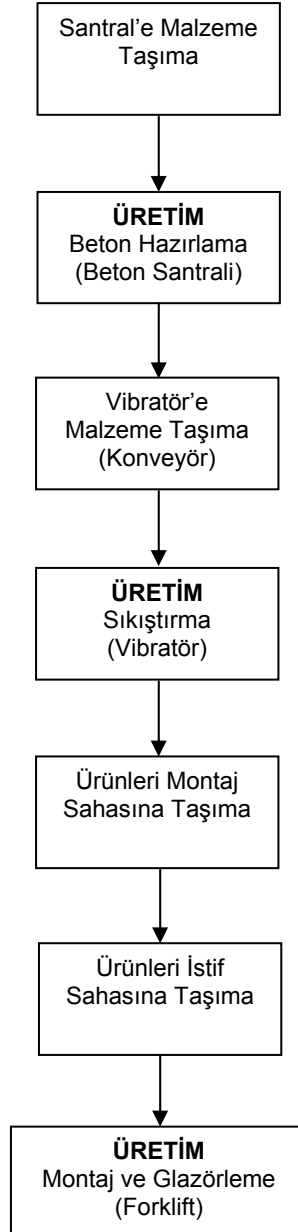 Santral’e Malzeme
Taşıma
ÜRETİM
Beton Hazırlama
(Beton Santrali)
Vibratör’e
Malzeme Taşıma
(Konveyör)
ÜRETİM
Sıkıştırma
(Vibratör)
Ürünleri Montaj
Sahasına Taşıma
Ürünleri İstif
Sahasına Taşıma
ÜRETİM
Montaj ve Glazörleme
(Forklift)